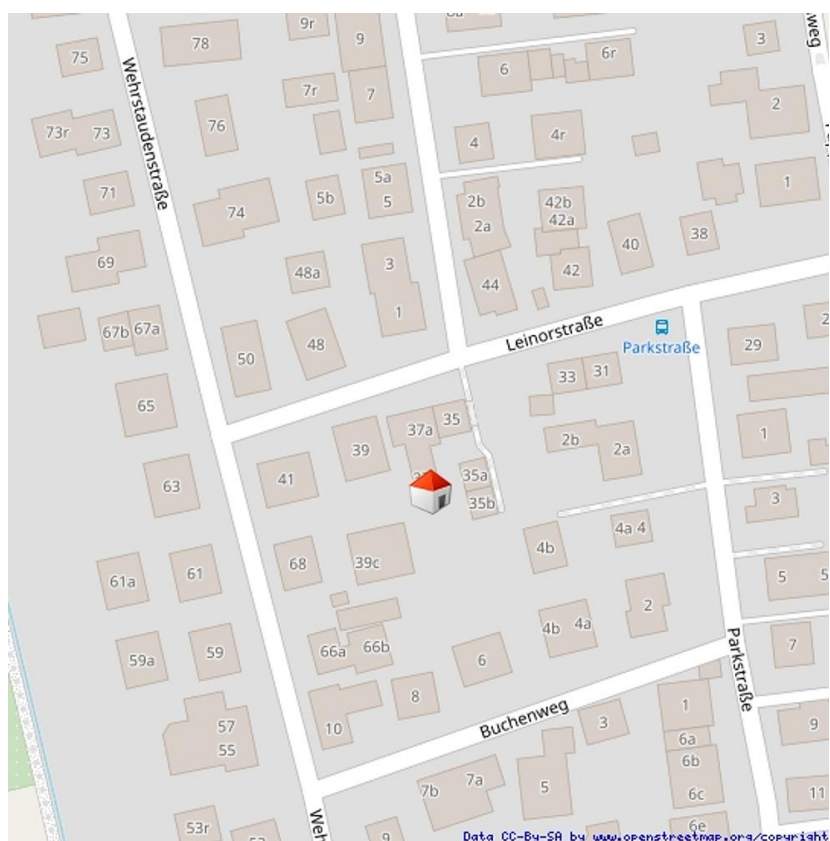 9r
9
75
78
6r
6
3
7r
7
2
73r
73
76
4
4r
5a
5
5b
71
1
2b
2a
42b
42a
74
38
40
69
48a
3
42
44
1
Parkstraße
67b
67a
Leinorstraße
29
50
48
33
31
65
35
37a
1
39
2b
2a
41
35a
63
35b
3
4a
4
4b
68
39c
61
61a
5
5
2
4b
4a
66a
66b
59
59a
6
7
8
1
Buchenweg
57
55
10
3
9
6a
6b
7a
7b
5
6c
11
53r
9
6e
Wehrstaudenstraße
Parkstraße
Data CC-By-SA by www.openstreetmap.org/copyright